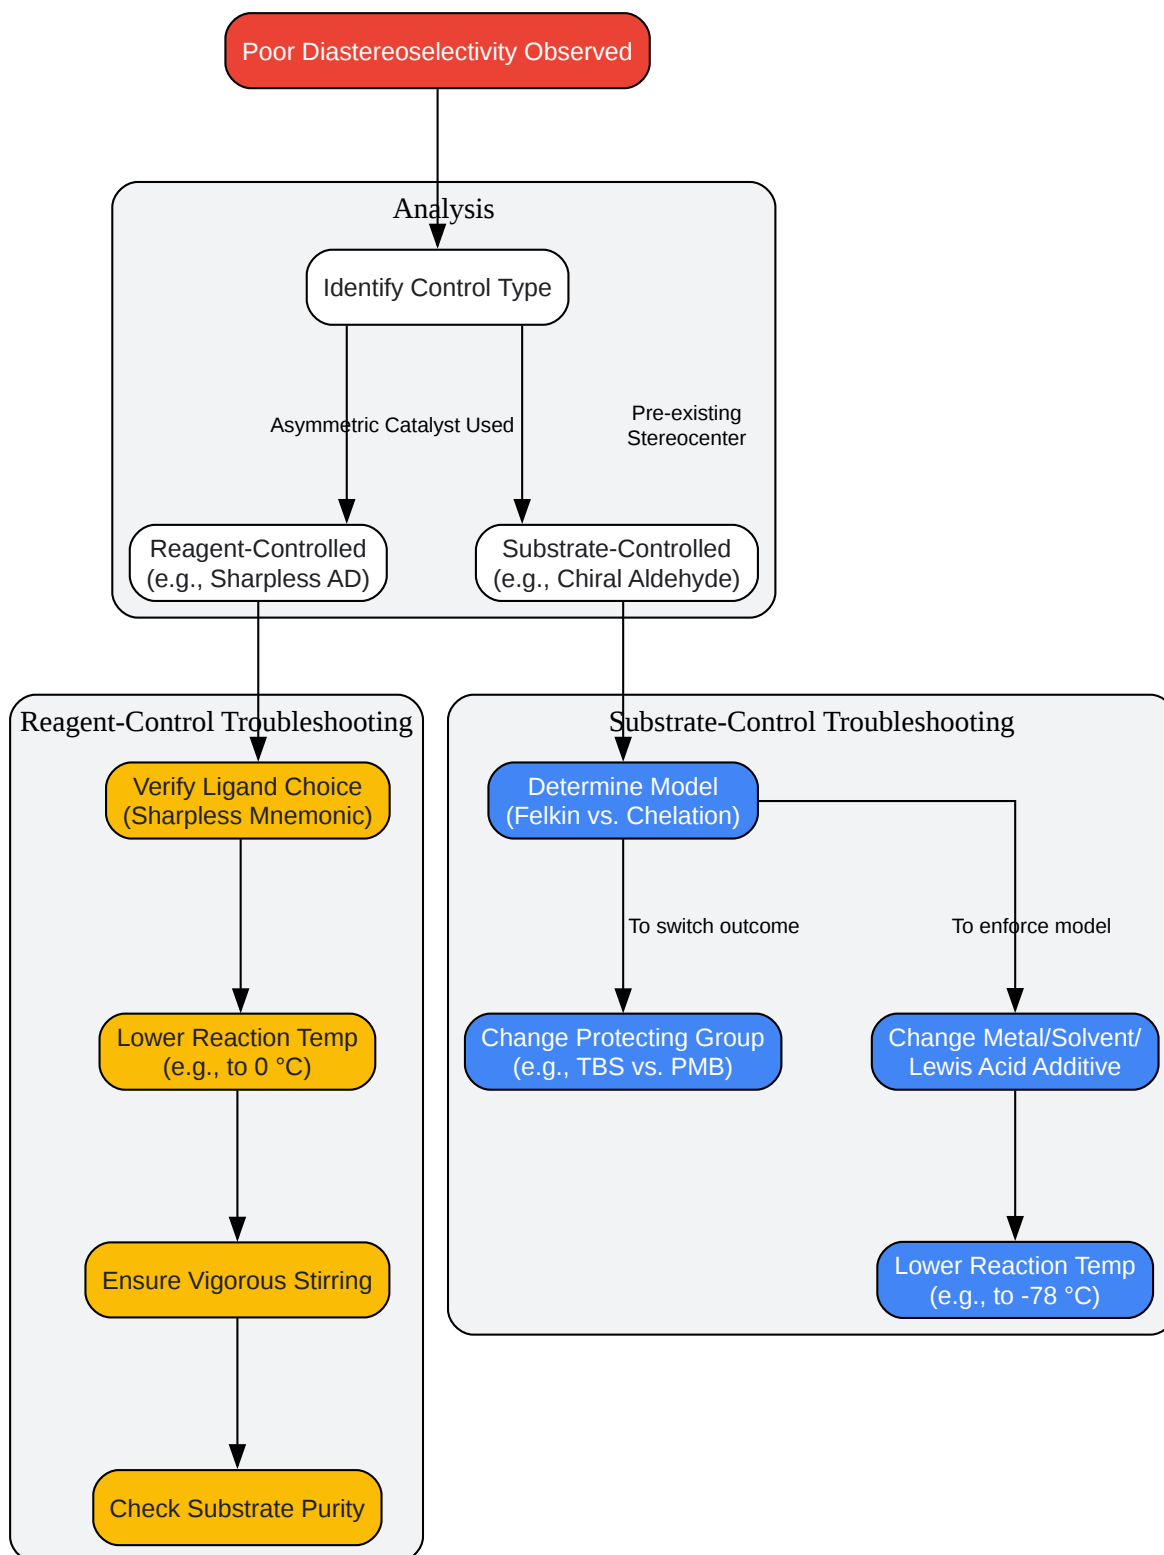 Poor Diastereoselectivity Observed
Analysis
Identify Control Type
Asymmetric Catalyst Used
Pre-existing
Stereocenter
Reagent-Controlled
(e.g., Sharpless AD)
Substrate-Controlled
(e.g., Chiral Aldehyde)
Reagent-Control Troubleshooting
Verify Ligand Choice
(Sharpless Mnemonic)
Lower Reaction Temp
(e.g., to 0 °C)
Ensure Vigorous Stirring
Check Substrate Purity
Substrate-Control Troubleshooting
Determine Model
(Felkin vs. Chelation)
To switch outcome
To enforce model
Change Protecting Group
(e.g., TBS vs. PMB)
Change Metal/Solvent/
Lewis Acid Additive
Lower Reaction Temp
(e.g., to -78 °C)